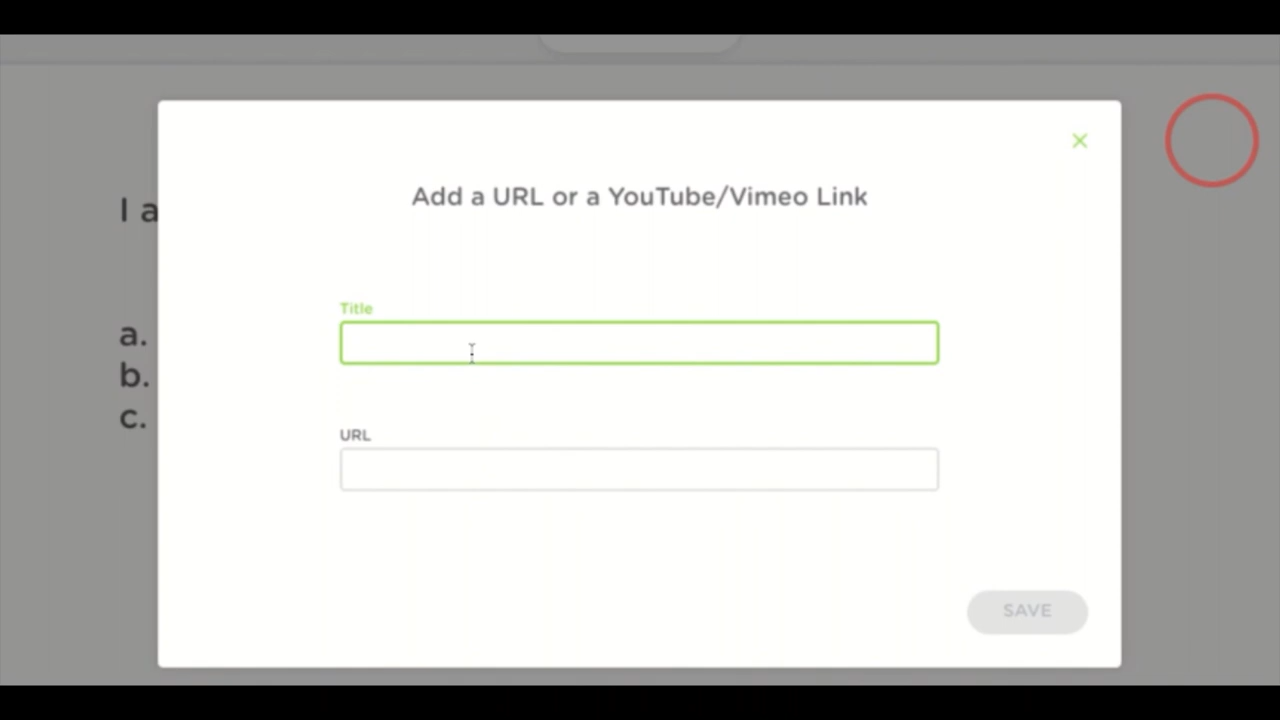 Add a URL or a YouTube/Vimeo Link
I a
Title
a.
b.
c.
URL
SAVE